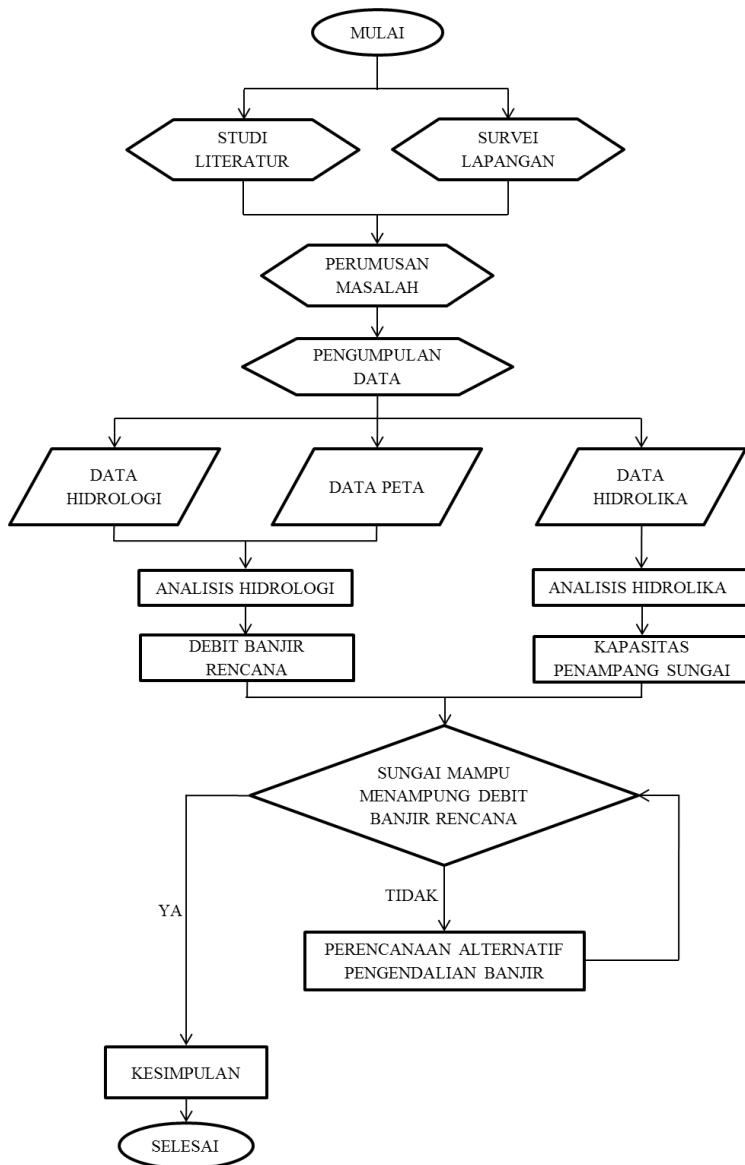 MULAI
STUDI
LITERATUR
SURVEI
LAPANGAN
PERUMUSAN
MASALAH
PENGUMPULAN
DATA
DATA
HIDROLOGI
DATA PETA
DATA
HIDROLIKA
ANALISIS HIDROLOGI
ANALISIS HIDROLIKA
DEBIT BANJIR
RENCANA
KAPASITAS
PENAMPANG SUNGAI
SUNGAI MAMPU
MENAMPUNG DEBIT
BANJIR RENCANA
YA
TIDAK
PERENCANAAN ALTERNATIF
PENGENDALIAN BANJIR
KESIMPULAN
SELESAI